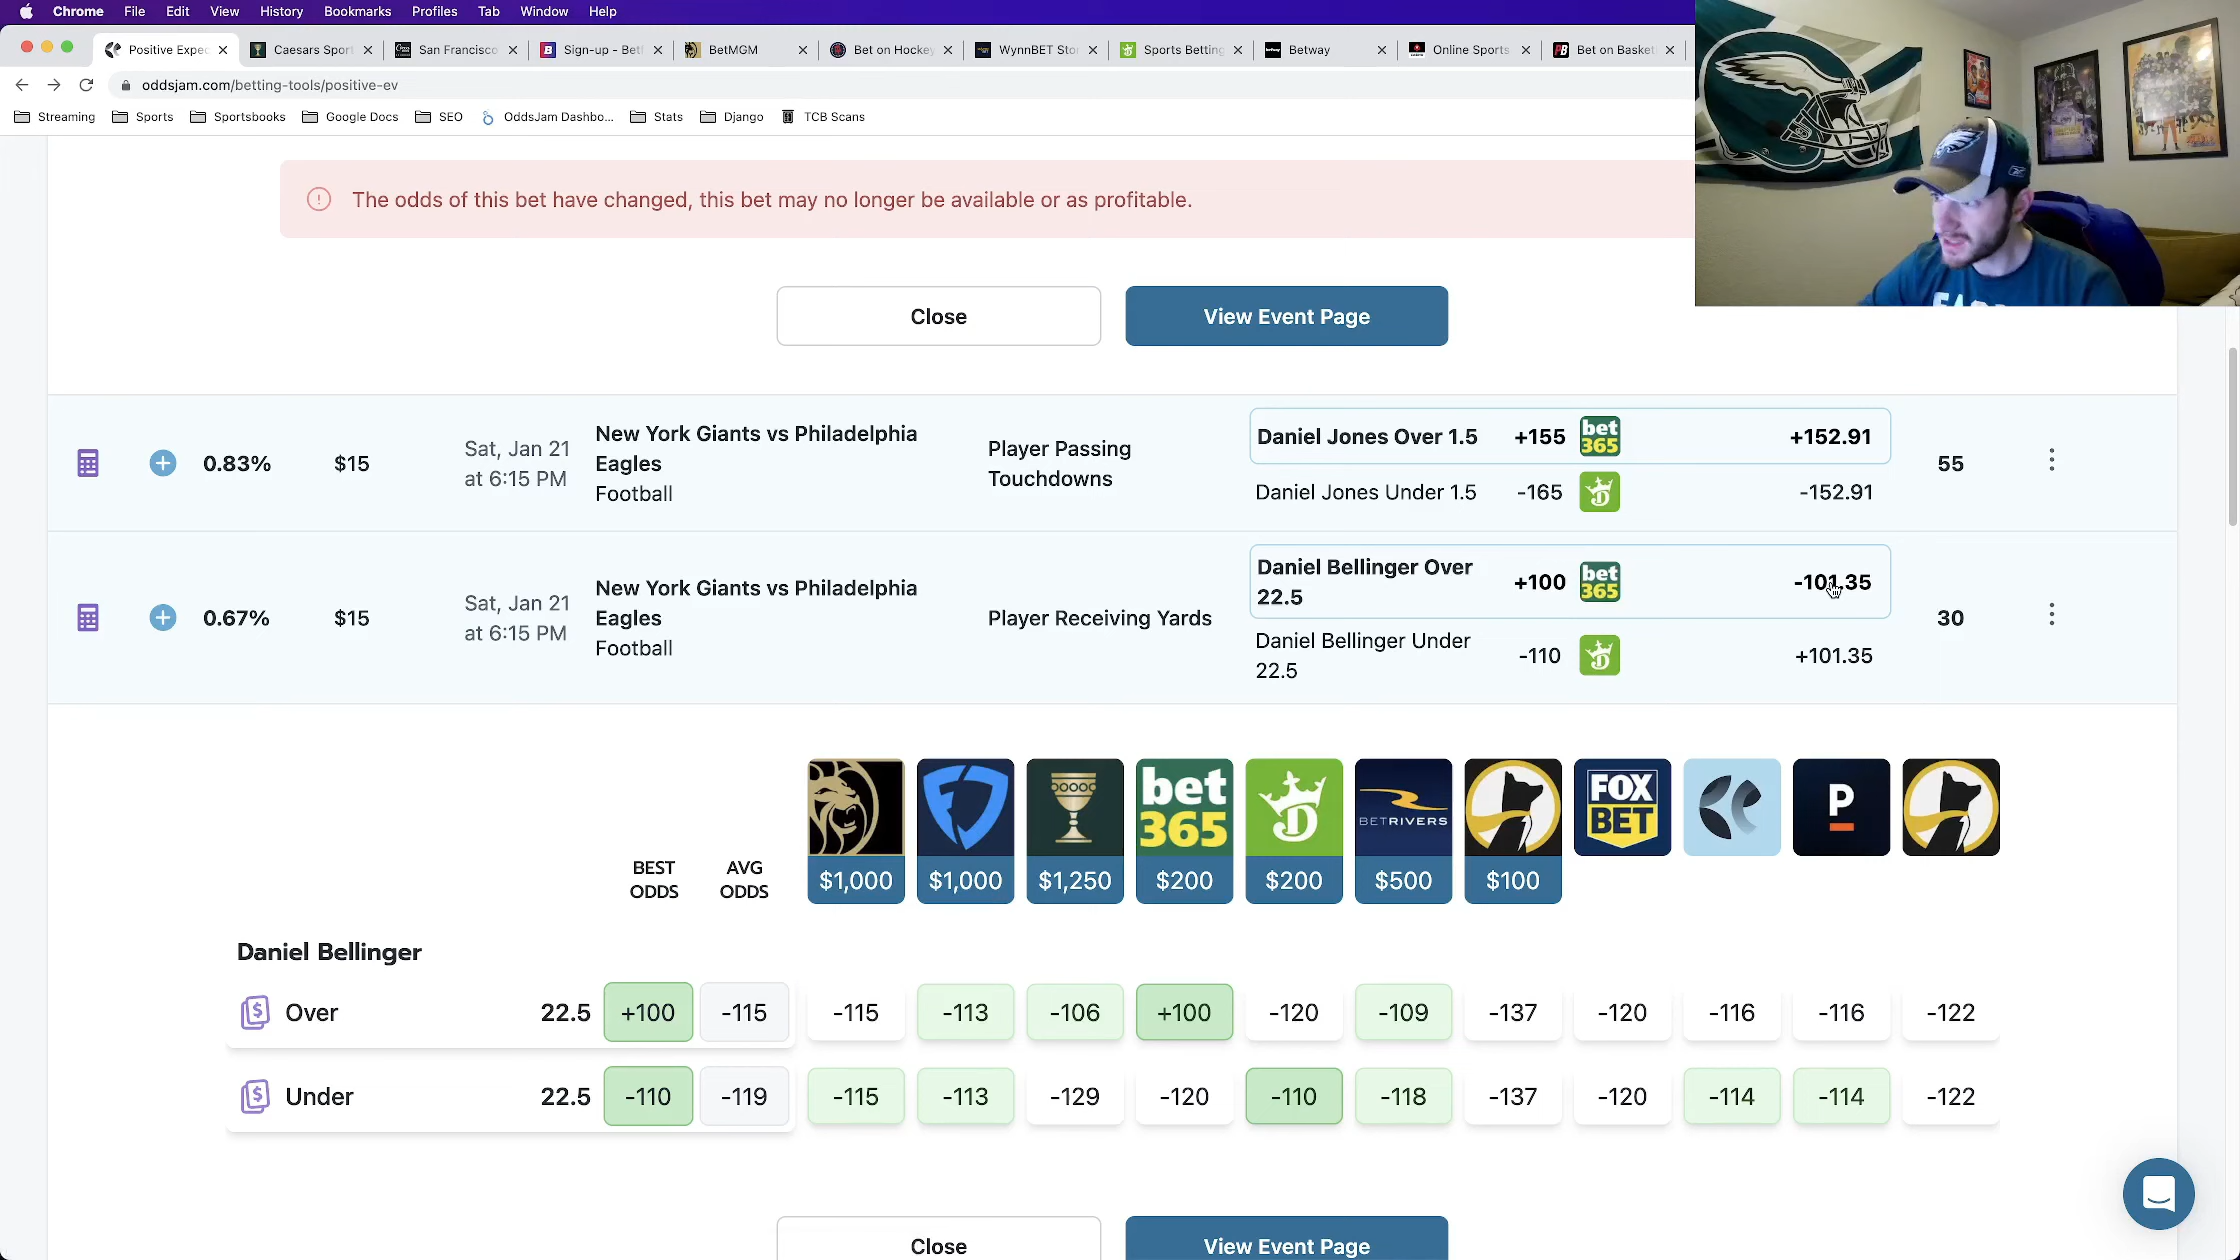 Chrome File Edit View History Bookmarks Profiles Tab Window Help
Positive Expec Caesars Sport San Francisco Sign-up - Bet BetMGM Bet on Hockey WynnBET Sto Sports Betting Betway Online Sports Bet on Basket
oddsjam.com/betting-tools/positive-ev
Streaming Sports Sportsbooks Google Docs SEO OddsJam Dashbo... Stats Django TCB Scans
The odds of this bet have changed, this bet may no longer be available or as profitable.
Close View Event Page
0.83% $15
Sat, Jan 21
at 6:15 PM
New York Giants vs Philadelphia
Eagles
Football
Player Passing
Touchdowns
Daniel Jones Over 1.5 +155 bet 365 +152.91
Daniel Jones Under 1.5 -165 -152.91
55
0.67% $15
Sat, Jan 21
at 6:15 PM
New York Giants vs Philadelphia
Eagles
Football
Player Receiving Yards
Daniel Bellinger Over
22.5
+100 bet 365 -101.35
Daniel Bellinger Under
22.5
-110 +101.35
30
BEST
ODDS
AVG
ODDS
bet
365
BETRIVERS
FOX
BET
P
$1,000 $1,000 $1,250 $200 $200 $500 $100
Daniel Bellinger
Over 22.5 +100 -115 -115 -113 -106 +100 -120 -109 -137 -120 -116 -116 -122
Under 22.5 -110 -119 -115 -113 -129 -120 -110 -118 -137 -120 -114 -114 -122
Close View Event Page